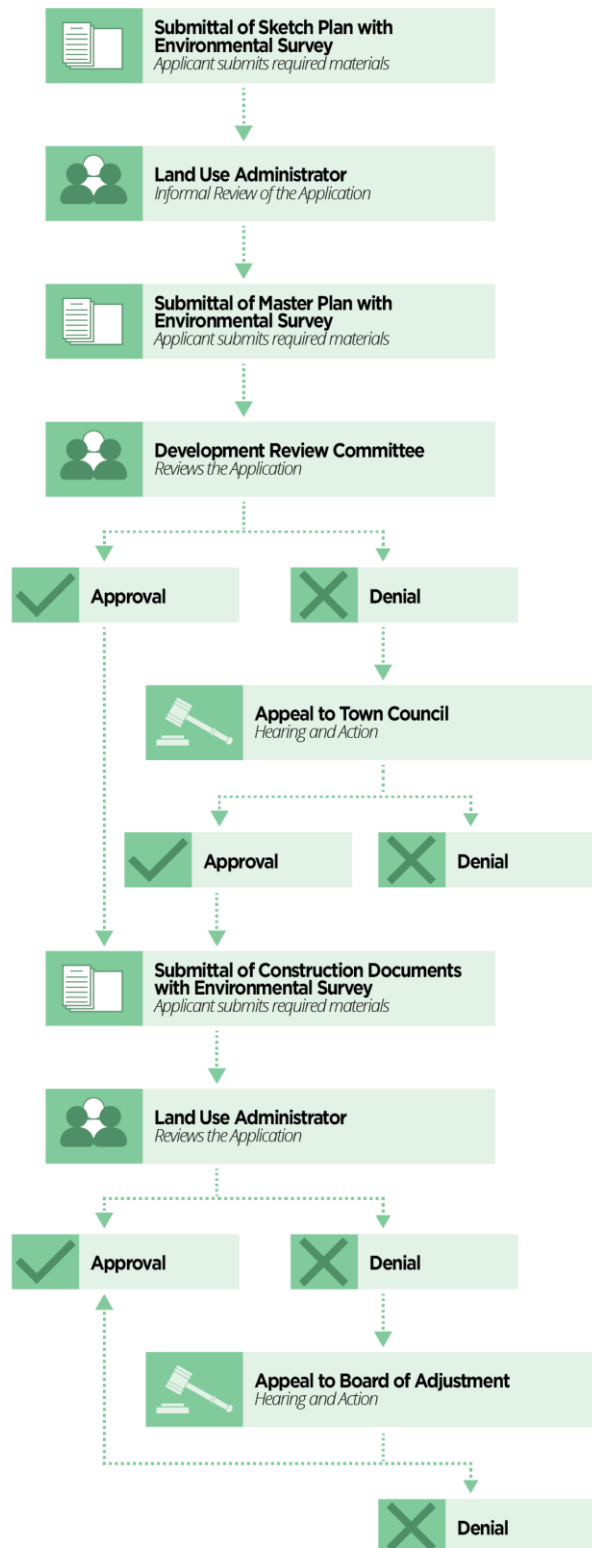 Submittal of Sketch Plan with
Environmental Survey
Applicant submits required materials
Land Use Administrator
Informal Review of the Application
Submittal of Master Plan with
Environmental Survey
Applicant submits required materials
Development Review Committee
Reviews the Application
Approval
Denial
Appeal to Town Council
Hearing and Action
Approval
Denial
Submittal of Construction Documents
with Environmental Survey
Applicant submits required materials
Land Use Administrator
Reviews the Application
Approval
Denial
Appeal to Board of Adjustment
Hearing and Action
Denial